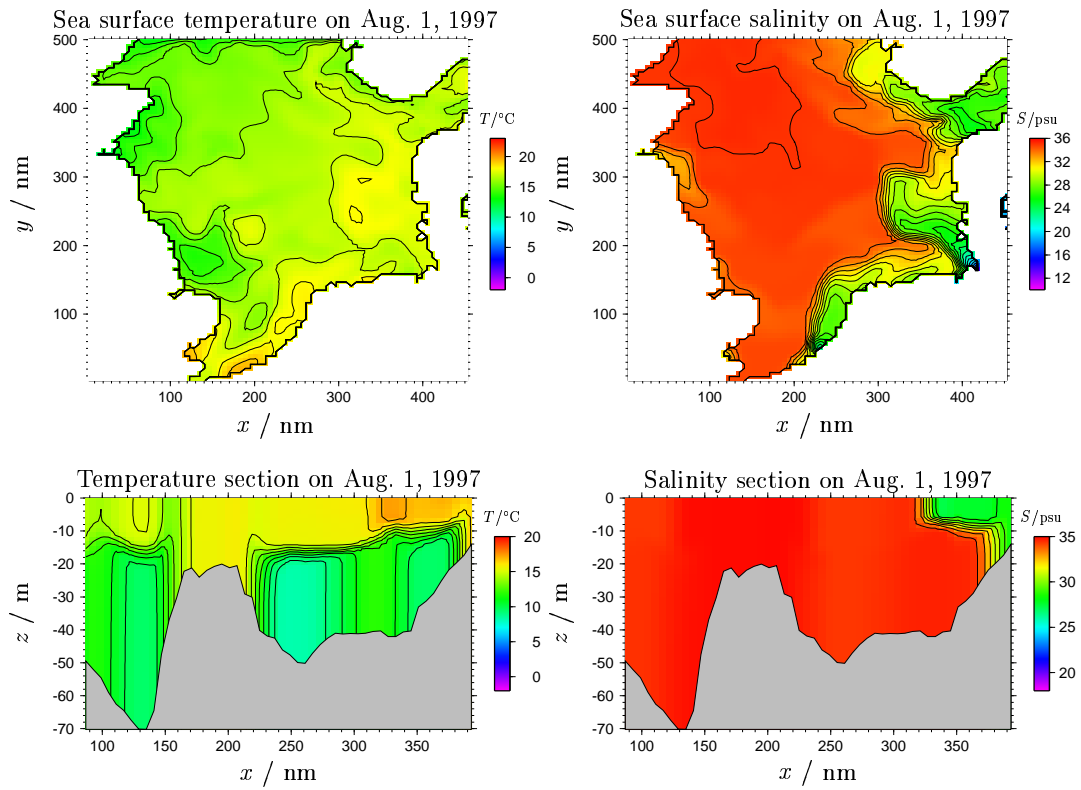 Sea surface temperature on Aug. 1, 1997
500
400
300
200
100
y / nm
100 200 300 400
x / nm
T/°C
20
15
10
5
0
Sea surface salinity on Aug. 1, 1997
500
400
300
200
100
y / nm
100 200 300 400
x / nm
S/psu
36
32
28
24
20
16
12
Temperature section on Aug. 1, 1997
0
-10
-20
-30
-40
-50
-60
-70
z / m
100 150 200 250 300 350
x / nm
T/°C
20
15
10
5
0
Salinity section on Aug. 1, 1997
0
-10
-20
-30
-40
-50
-60
-70
z / m
100 150 200 250 300 350
x / nm
S/psu
35
30
25
20